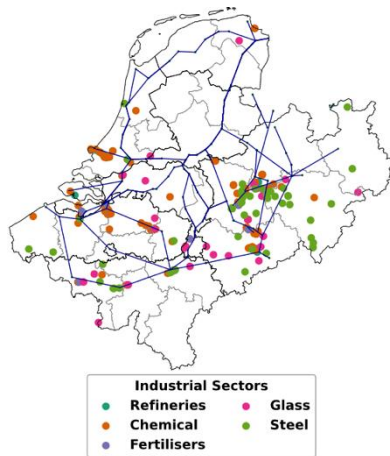 Industrial Sectors
Refineries Glass
Chemical Steel
Fertilisers